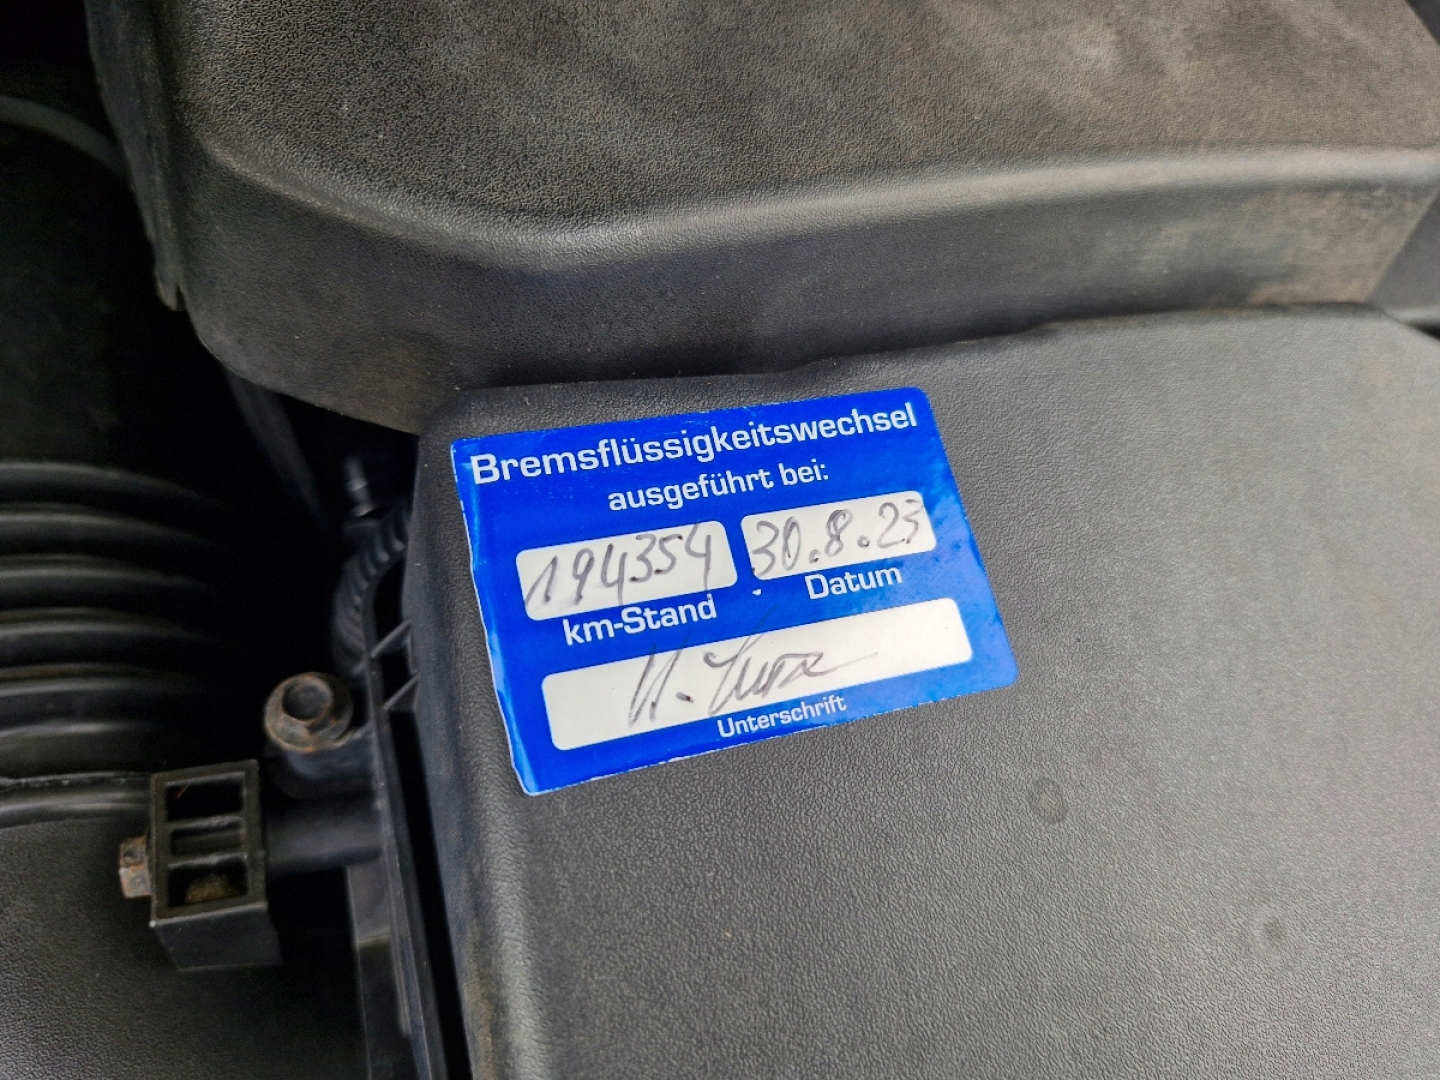 Bremsflüssigkeitswechsel
ausgeführt bei:
194354 30.8.23
km-Stand Datum
Unterschrift